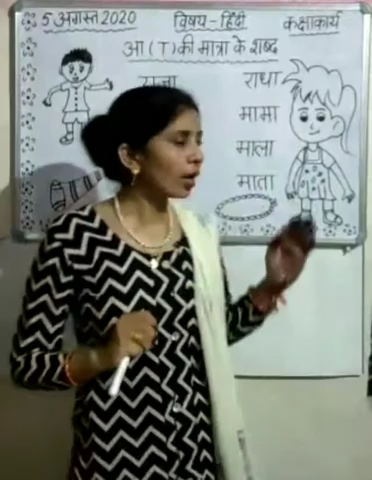 5 अगस्त 2020 विषय - हिंदी कक्षाकार्य
आ (ा) की मात्रा के शब्द
राधा
मामा
माला
माता